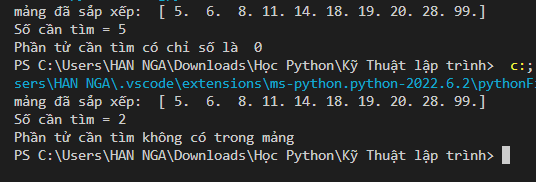 mảng đã sắp xếp:  [ 5.  6.  8. 11. 14. 18. 19. 20. 28. 99.]
Số cần tìm = 5
Phần tử cần tìm có chỉ số là  0
PS C:\Users\HAN NGA\Downloads\Học Python\Kỹ Thuật lập trình>  c:;
sers\HAN NGA\.vscode\extensions\ms-python.python-2022.6.2\pythonFi
mảng đã sắp xếp:  [ 5.  6.  8. 11. 14. 18. 19. 20. 28. 99.]
Số cần tìm = 2
Phần tử cần tìm không có trong mảng
PS C:\Users\HAN NGA\Downloads\Học Python\Kỹ Thuật lập trình>